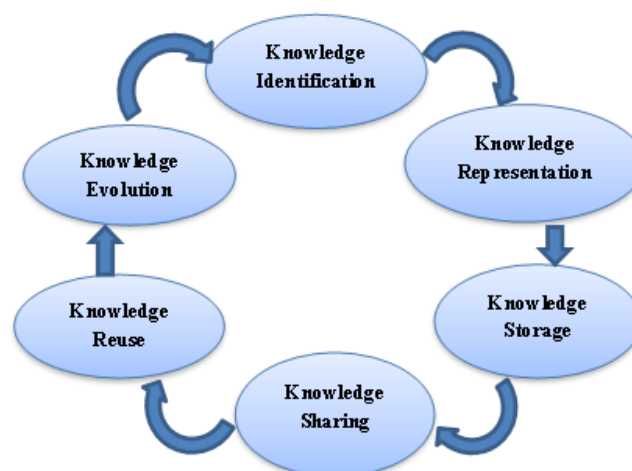 Knowledge
Identification
Knowledge
Representation
Knowledge
Storage
Knowledge
Sharing
Knowledge
Reuse
Knowledge
Evolution